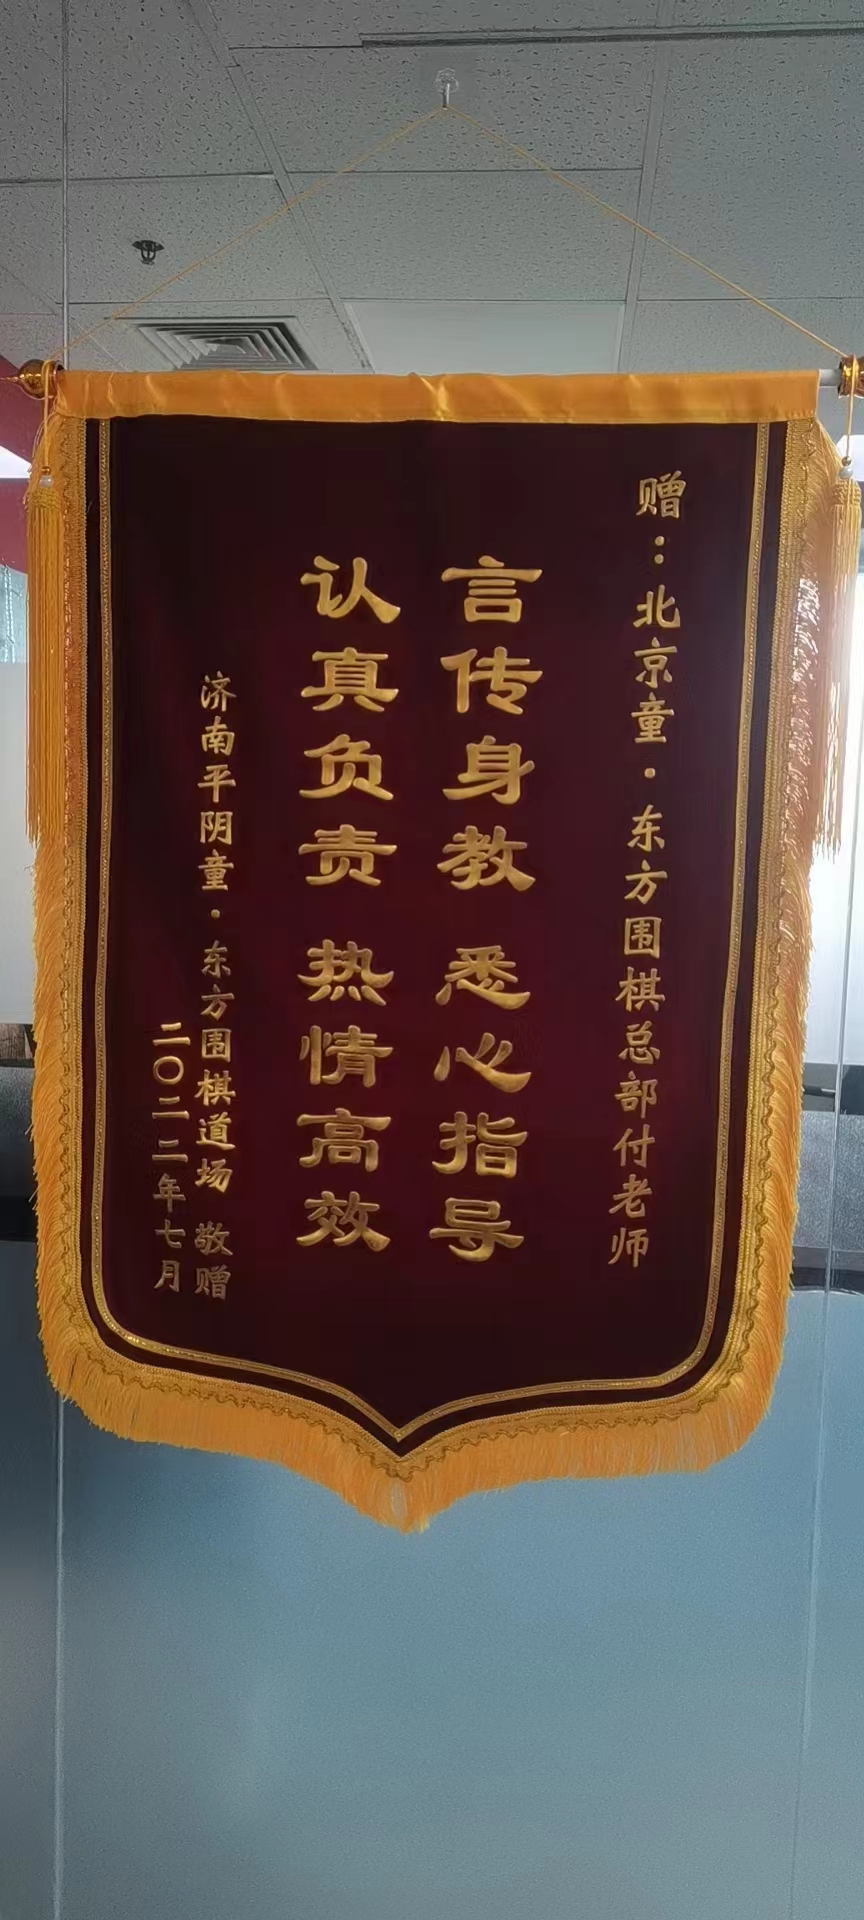 赠：北京童·东方围棋总部付老师
言传身教 悉心指导
认真负责 热情高效
济南平阴童·东方围棋道场 敬赠
二〇二二年七月